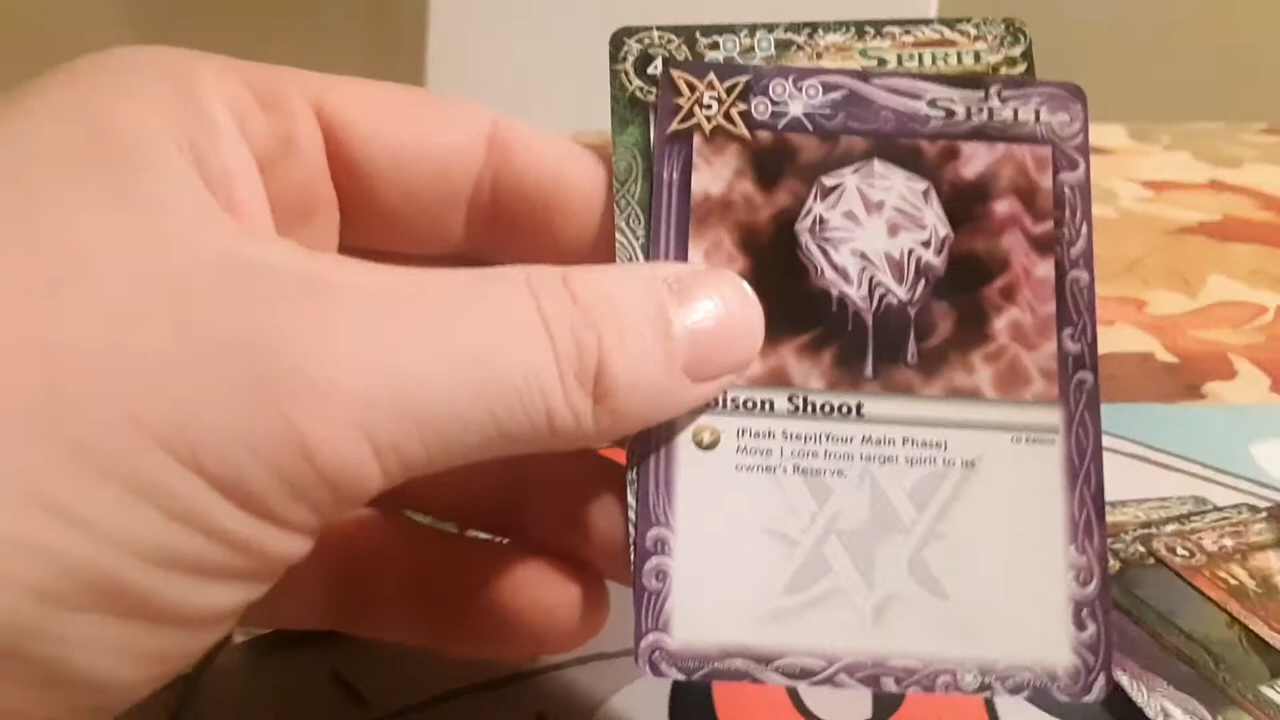 4
SPIRIT
5
SPELL
oison Shoot
(Flash Step)(Your Main Phase)
Move 1 core from target spirit to its
owner's Reserve.